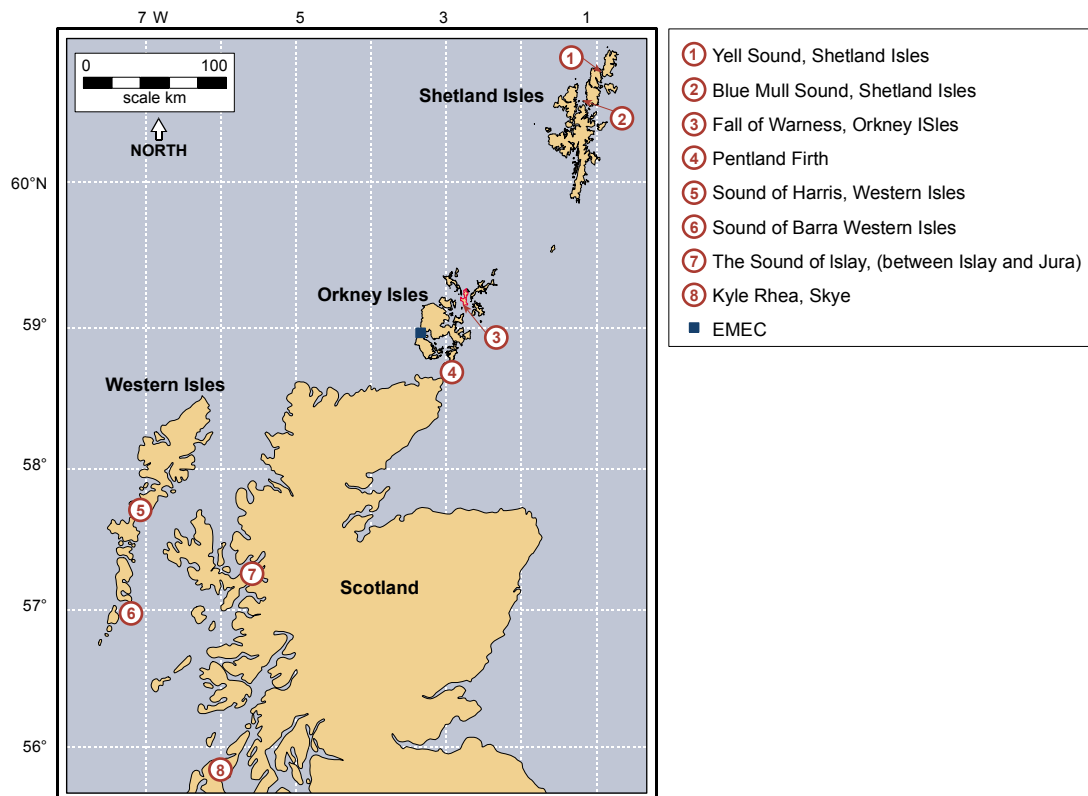 7 W 5 3 1
0 100
scale km
NORTH
Shetland Isles
1
2
60°N
Orkney Isles
59°
3
4
Western Isles
58°
5
7
Scotland
57°
6
56°
8
1 Yell Sound, Shetland Isles
2 Blue Mull Sound, Shetland Isles
3 Fall of Warness, Orkney ISles
4 Pentland Firth
5 Sound of Harris, Western Isles
6 Sound of Barra Western Isles
7 The Sound of Islay, (between Islay and Jura)
8 Kyle Rhea, Skye
EMEC